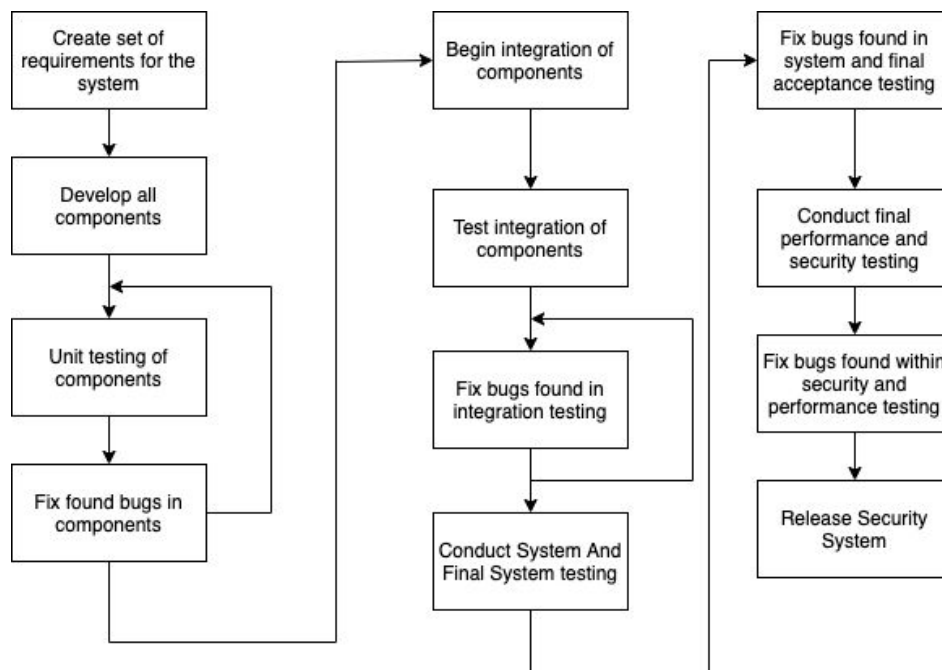 Create set of
requirements for the
system
Develop all
components
Unit testing of
components
Fix found bugs in
components
Begin integration of
components
Test integration of
components
Fix bugs found in
integration testing
Conduct System And
Final System testing
Fix bugs found in
system and final
acceptance testing
Conduct final
performance and
security testing
Fix bugs found within
security and
performance testing
Release Security
System